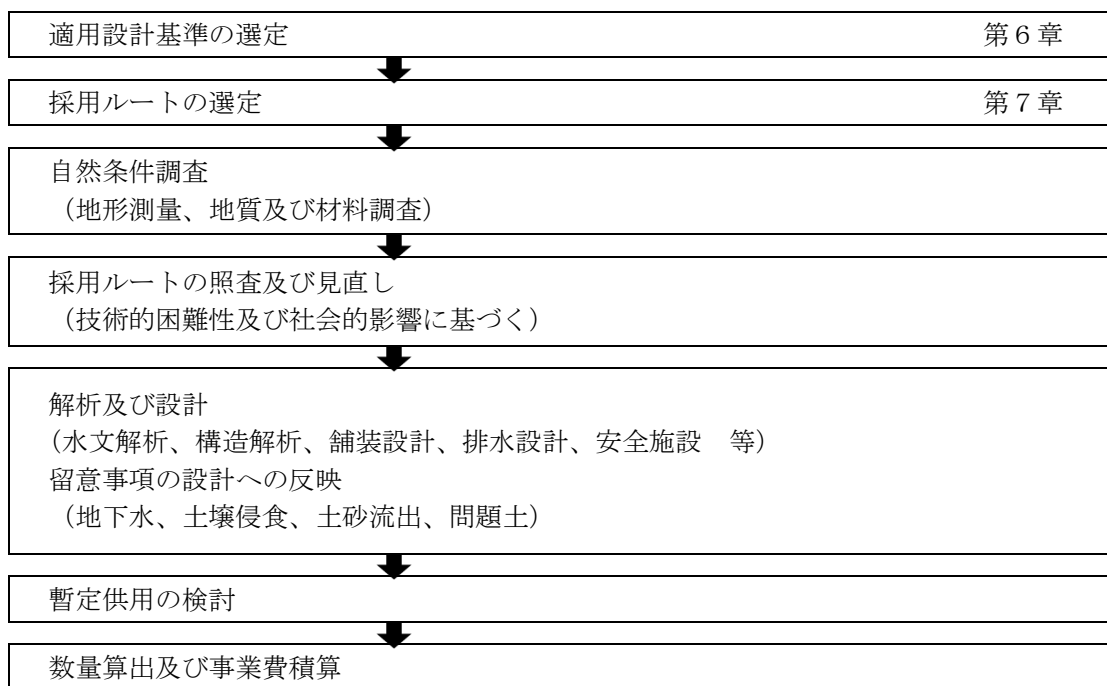 適用設計基準の選定 第6章
採用ルートの選定 第7章
自然条件調査
(地形測量、地質及び材料調査)
採用ルートの照査及び見直し
(技術的困難性及び社会的影響に基づく)
解析及び設計
(水文解析、構造解析、舗装設計、排水設計、安全施設 等)
留意事項の設計への反映
(地下水、土壌侵食、土砂流出、問題土)
暫定供用の検討
数量算出及び事業費積算